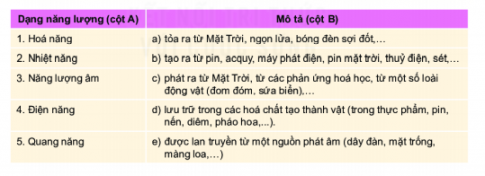 Dạng năng lượng (cột A) Mô tả (cột B)
1. Hoá năng a) tỏa ra từ Mặt Trời, ngọn lửa, bóng đèn sợi đốt,...
2. Nhiệt năng b) tạo ra từ pin, acquy, máy phát điện, pin mặt trời, thuỷ điện, sét,...
3. Năng lượng âm c) phát ra từ Mặt Trời, từ các phản ứng hoá học, từ một số loài
động vật (đom đóm, sứa biển),...
4. Điện năng d) lưu trữ trong các hoá chất tạo thành vật (trong thực phẩm, pin,
nến, diêm, pháo hoa,...).
5. Quang năng e) được lan truyền từ một nguồn phát âm (dây đàn, mặt trống,
màng loa,...)